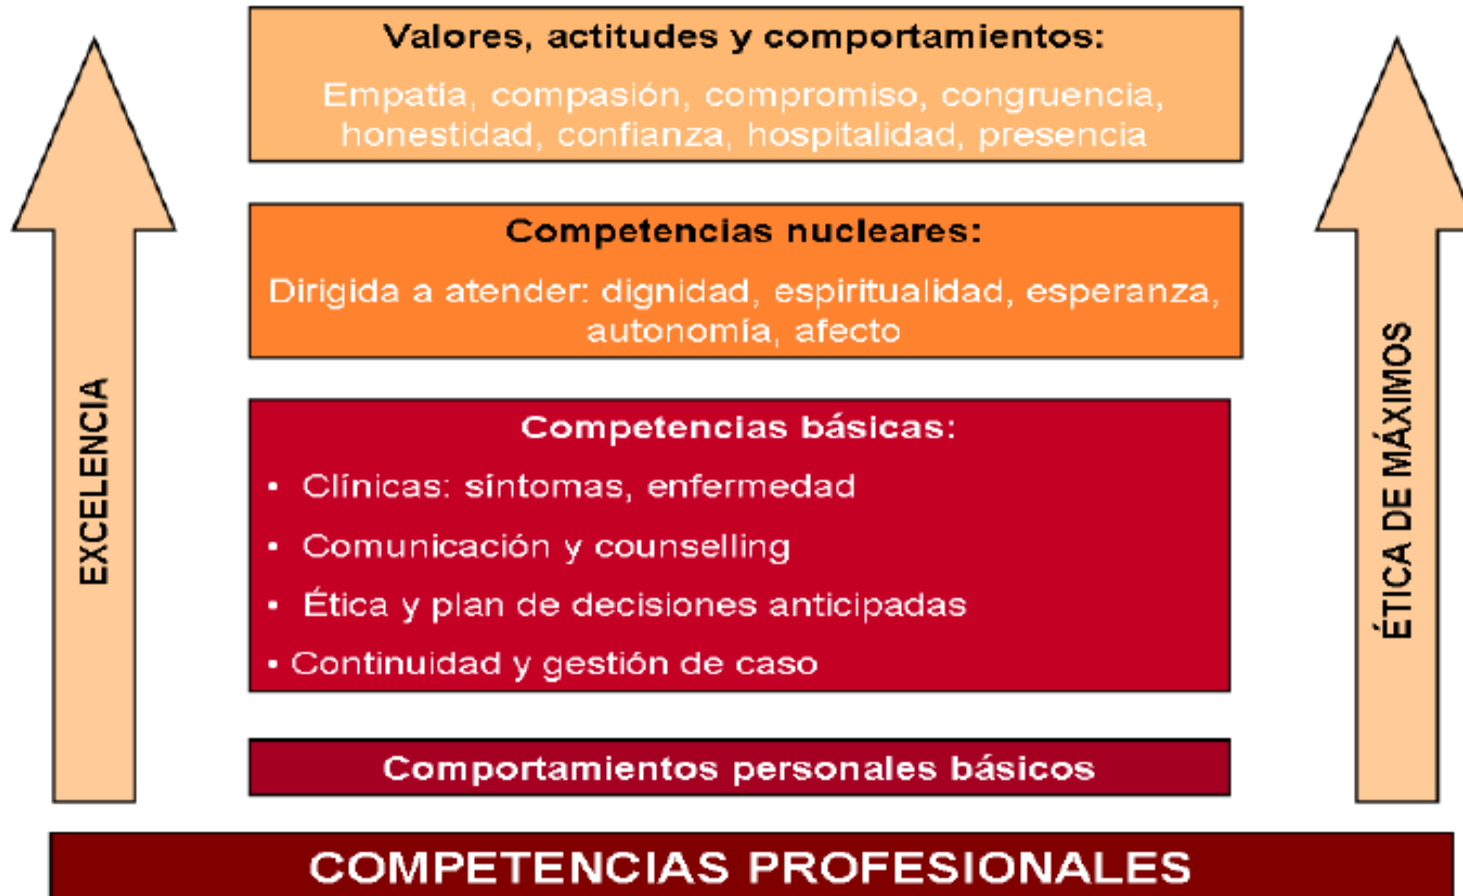 Valores, actitudes y comportamientos:
Empatía, compasión, compromiso, congruencia,
honestidad, confianza, hospitalidad, presencia
Competencias nucleares:
Dirigida a atender: dignidad, espiritualidad, esperanza,
autonomía, afecto
EXCELENCIA
ÉTICA DE MÁXIMOS
Competencias básicas:
• Clínicas: síntomas, enfermedad
• Comunicación y counselling
• Ética y plan de decisiones anticipadas
• Continuidad y gestión de caso
Comportamientos personales básicos
COMPETENCIAS PROFESIONALES